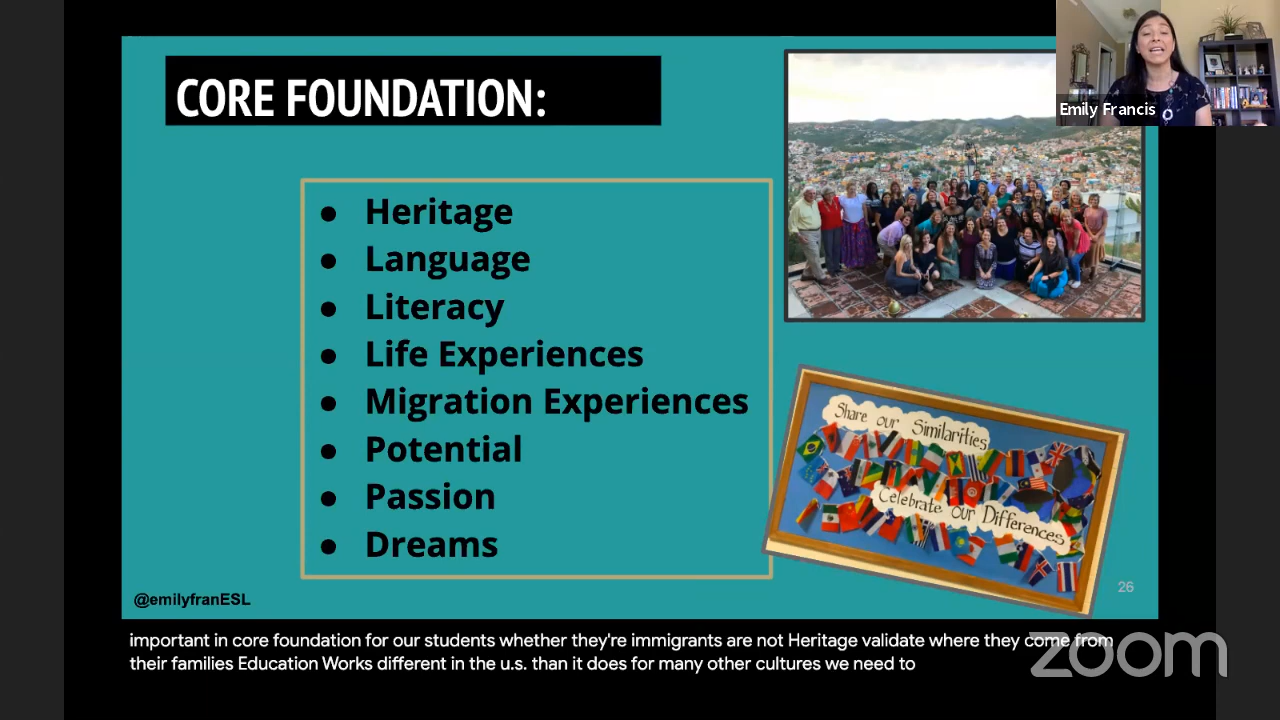 CORE FOUNDATION:
Emily Francis
● Heritage
● Language
● Literacy
● Life Experiences
● Migration Experiences
● Potential
● Passion
● Dreams
Share our Similarities
Celebrate our Differences
26
@emilyfranESL
important in core foundation for our students whether they're immigrants are not Heritage validate where they come from
their families Education Works different in the u.s. than it does for many other cultures we need to
zoom